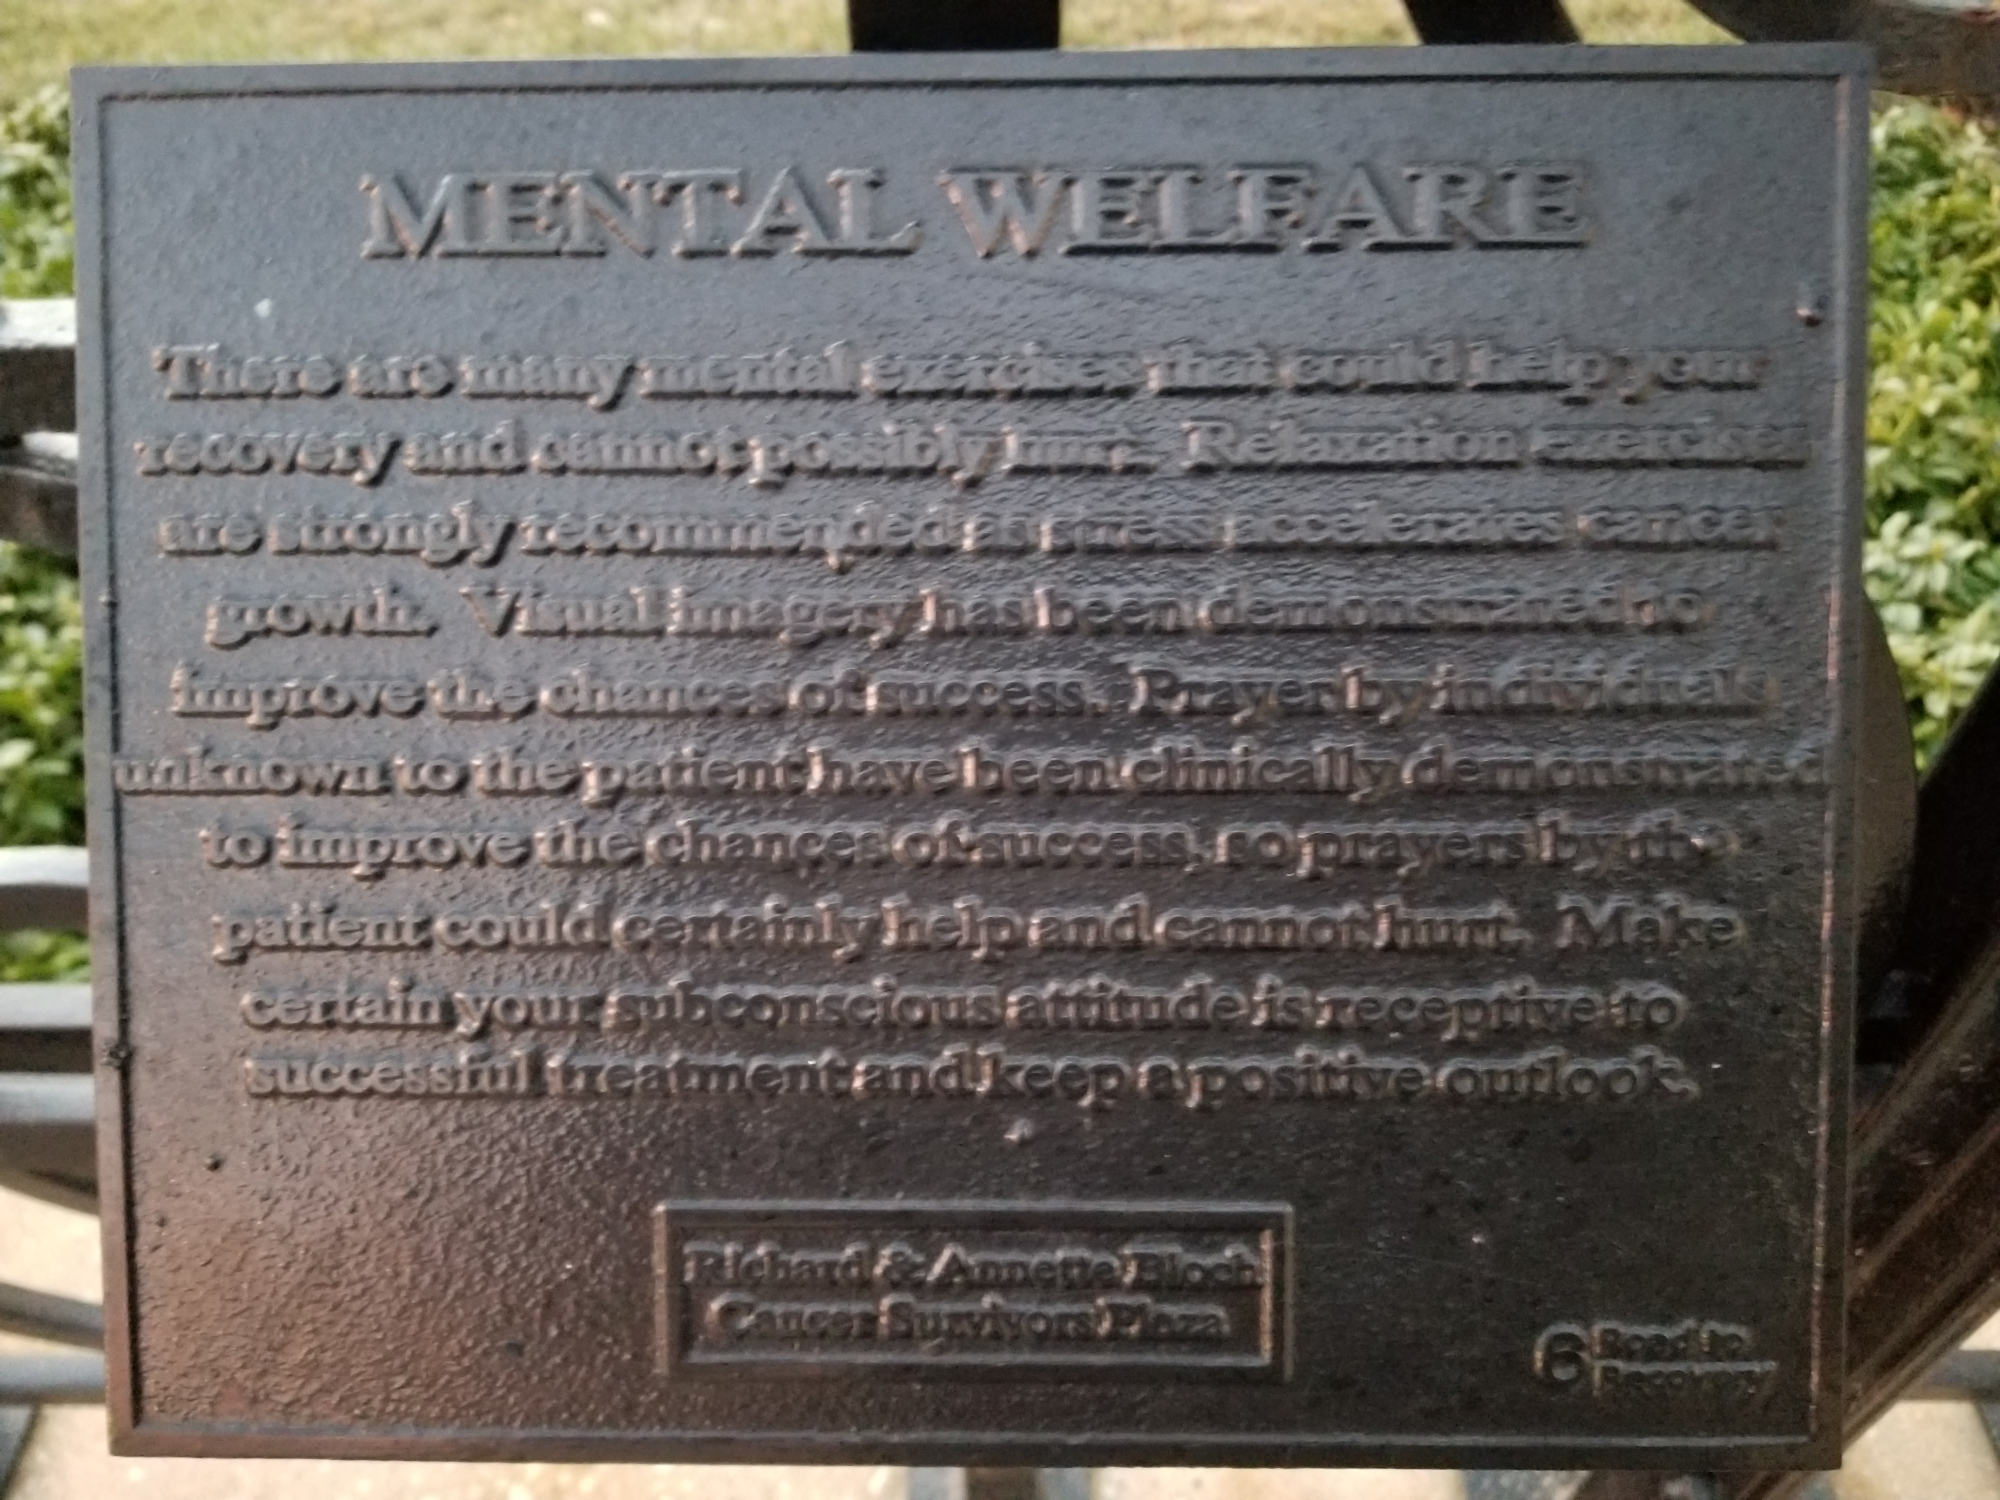 MENTAL WELFARE
There are many mental exercises that could help your
recovery and cannot possibly hurt. Relaxation exercises
are strongly recommended as stress accelerates cancer
growth. Visual imagery has been demonstrated to
improve the chances of success. Prayer by individuals
unknown to the patient have been clinically demonstrated
to improve the chances of success, so prayers by the
patient could certainly help and cannot hurt. Make
certain your subconscious attitude is receptive to
successful treatment and keep a positive outlook.
Richard & Annette Bloch
Cancer Survivors Plaza
6 Road to
Recovery